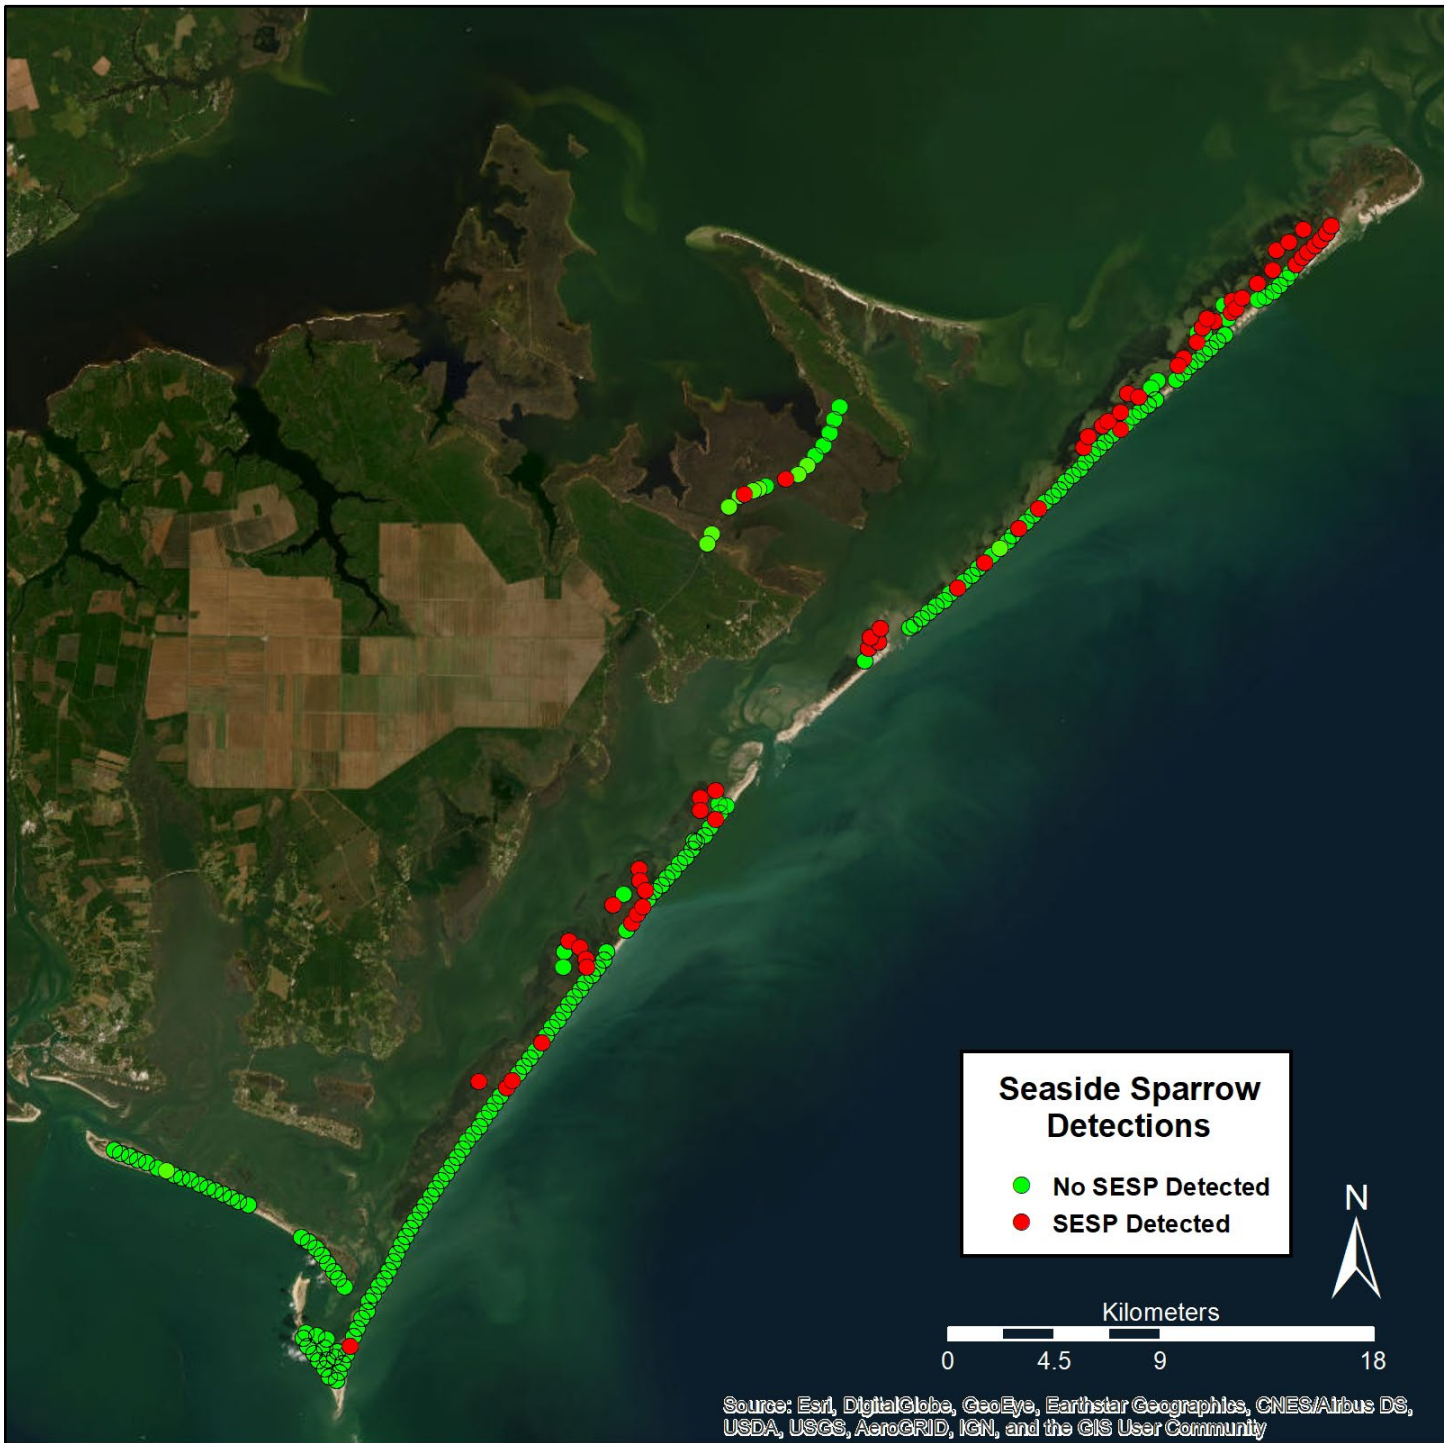 Seaside Sparrow
Detections
No SESP Detected
SESP Detected
N
Kilometers
0 4.5 9 18
Source: Esri, DigitalGlobe, GeoEye, Earthstar Geographics, CNES/Airbus DS,
USDA, USGS, AeroGRID, IGN, and the GIS User Community